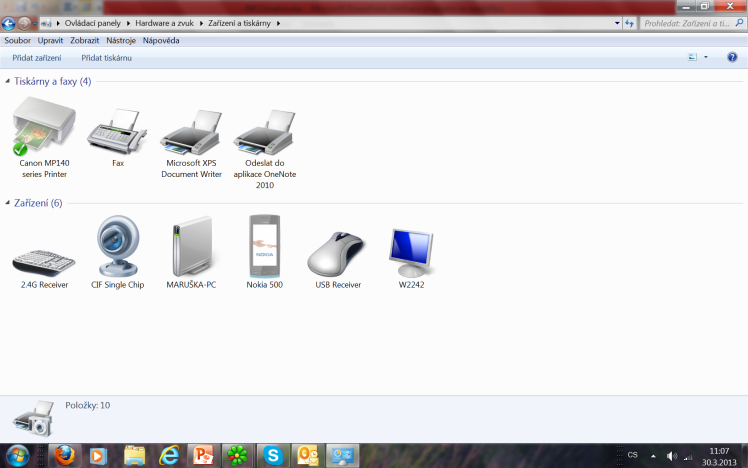 Ovládací panely ▸ Hardware a zvuk ▸ Zařízení a tiskárny ▸
Prohledat: Zařízení a ti...
Soubor Upravit Zobrazit Nástroje Nápověda
Přidat zařízení Přidat tiskárnu
Tiskárny a faxy (4)
Canon MP140
series Printer
Fax
Microsoft XPS
Document Writer
Odeslat do
aplikace OneNote
2010
Zařízení (6)
NOKIA
2.4G Receiver
CIF Single Chip
MARUŠKA-PC
Nokia 500
USB Receiver
W2242
Položky: 10
CS
11:07
30.3.2013